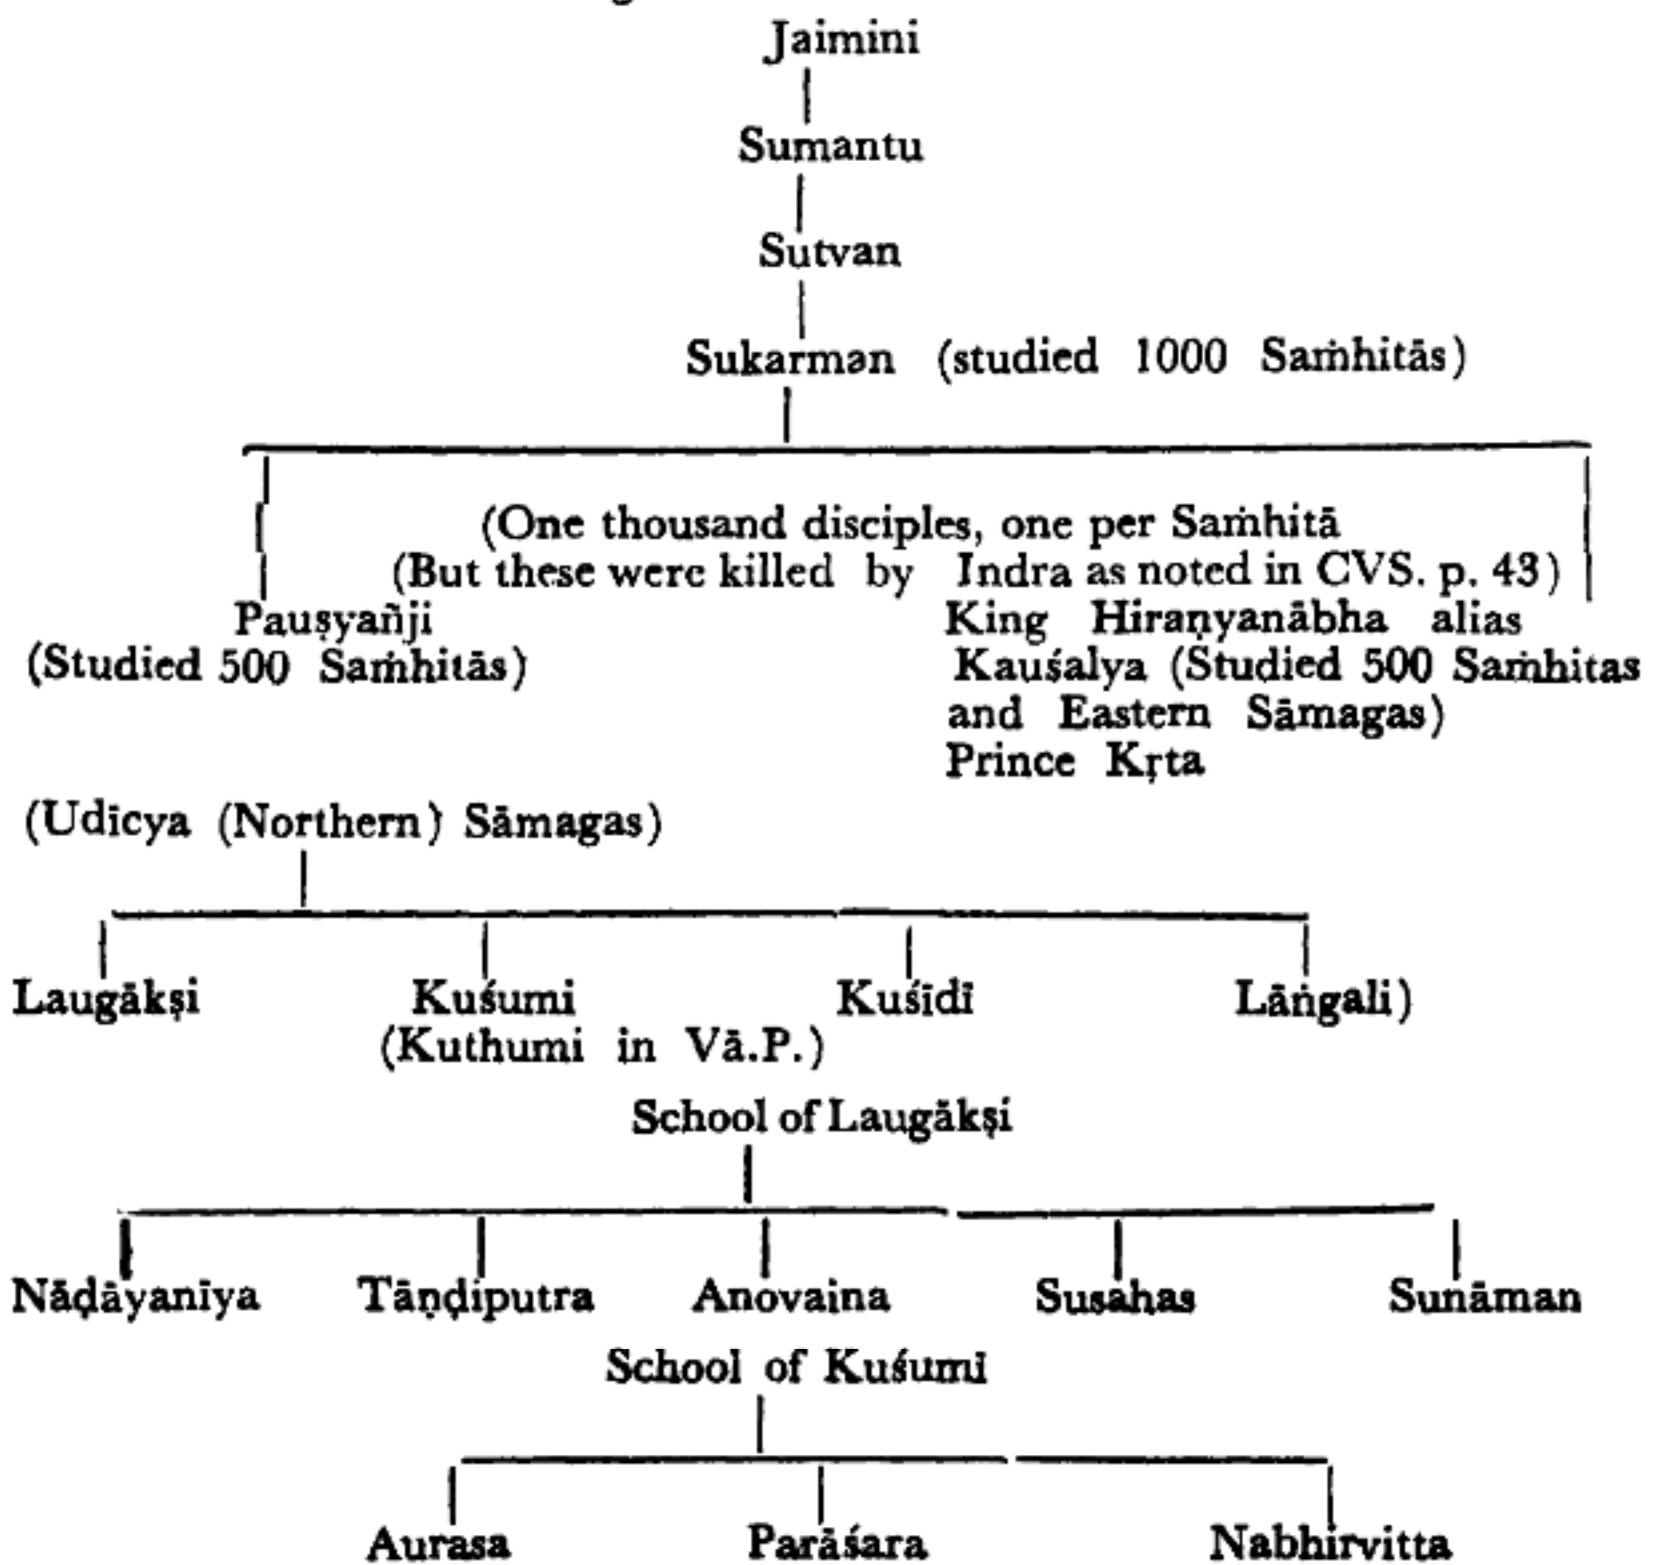 Jaimini
Sumantu
Sutvan
Sukarman (studied 1000 Saṁhitās)
(One thousand disciples, one per Saṁhitā
(But these were killed by Indra as noted in CVS. p. 43)
Pauṣyañji
(Studied 500 Saṁhitās)
King Hiraṇyanābha alias
Kauśalya (Studied 500 Saṁhitas
and Eastern Sāmagas)
Prince Kṛta
(Udīcya (Northern) Sāmagas)
Laugākṣi Kuśumi Kuśīdī Lāṅgali)
(Kuthumi in Vā.P.)
School of Laugākṣi
Nāḍāyanīya Tāṇḍiputra Anovaina Susahas Sunāman
School of Kuśumi
Aurasa Parāśara Nabhirvitta